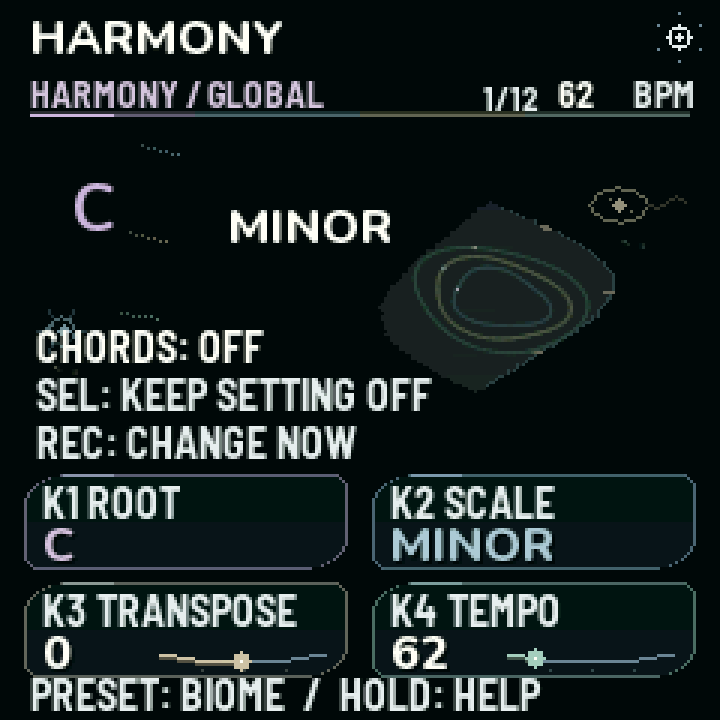 HARMONY
HARMONY / GLOBAL 1/12 62 BPM
C MINOR
CHORDS: OFF
SEL: KEEP SETTING OFF
REC: CHANGE NOW
K1 ROOT
C
K2 SCALE
MINOR
K3 TRANSPOSE
0
K4 TEMPO
62
PRESET: BIOME / HOLD: HELP